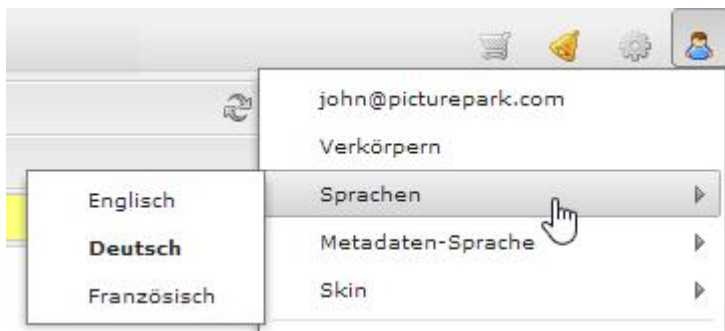 john@picturepark.com
Verkörpern
Sprachen
Metadaten-Sprache
Skin
Englisch
Deutsch
Französisch